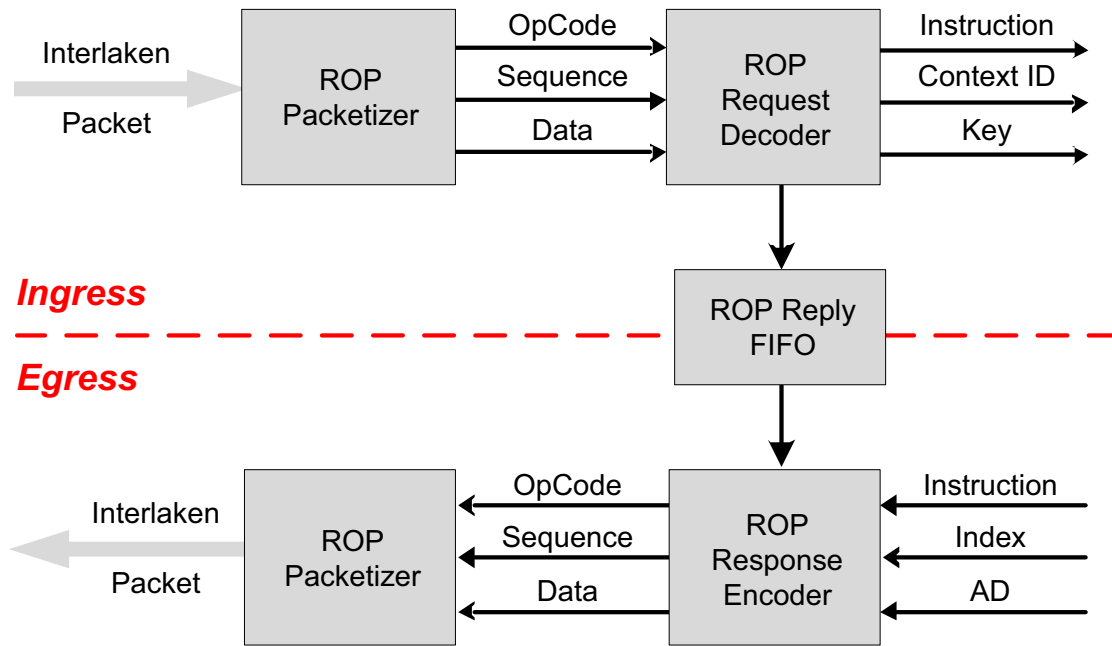 Interlaken
Packet
ROP
Packetizer
OpCode
Sequence
Data
ROP
Request
Decoder
Instruction
Context ID
Key
Ingress
ROP Reply
FIFO
Egress
Interlaken
Packet
ROP
Packetizer
OpCode
Sequence
Data
ROP
Response
Encoder
Instruction
Index
AD